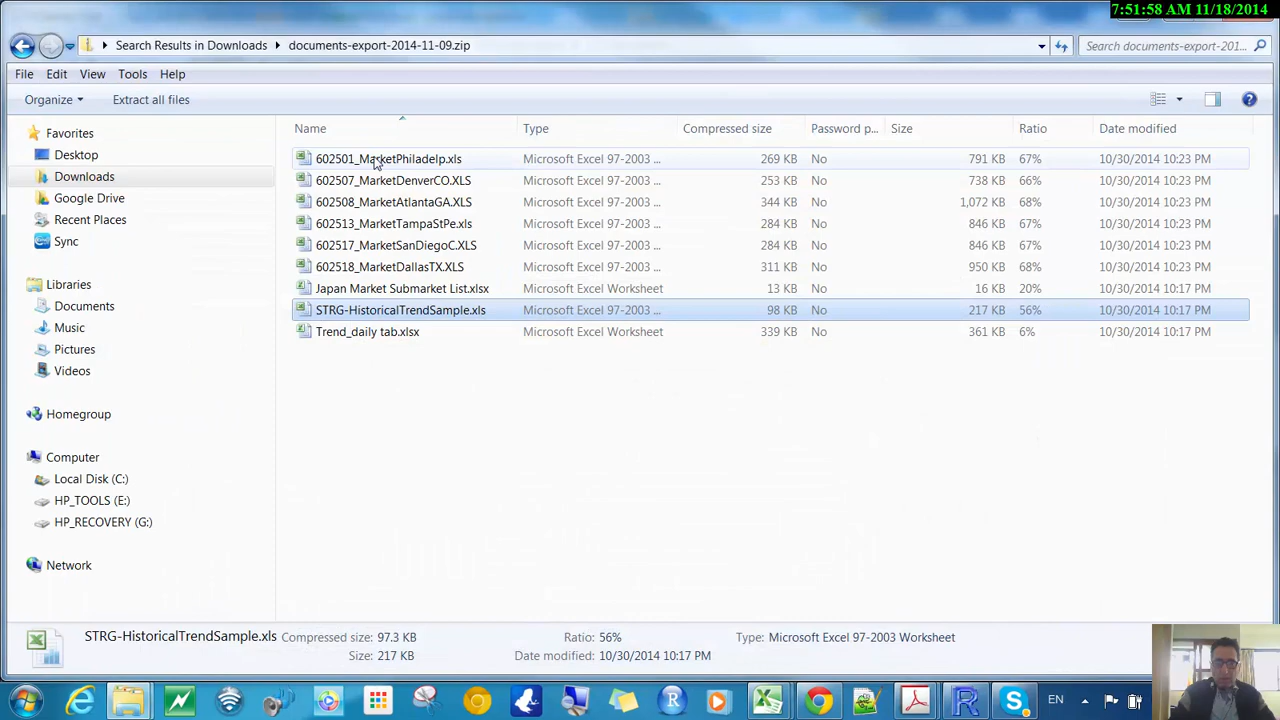 7:51:58 AM 11/18/2014
Search Results in Downloads documents-export-2014-11-09.zip Search documents-export-201...
File Edit View Tools Help
Organize Extract all files
Name Type Compressed size Password p... Size Ratio Date modified
Favorites
Desktop
Downloads
Google Drive
Recent Places
Sync
Libraries
Documents
Music
Pictures
Videos
Homegroup
Computer
Local Disk (C:)
HP_TOOLS (E:)
HP_RECOVERY (G:)
Network
602501_MarketPhiladelp.xls Microsoft Excel 97-2003 ... 269 KB No 791 KB 67% 10/30/2014 10:23 PM
602507_MarketDenverCO.XLS Microsoft Excel 97-2003 ... 253 KB No 738 KB 66% 10/30/2014 10:23 PM
602508_MarketAtlantaGA.XLS Microsoft Excel 97-2003 ... 344 KB No 1,072 KB 68% 10/30/2014 10:23 PM
602513_MarketTampaStPe.xls Microsoft Excel 97-2003 ... 284 KB No 846 KB 67% 10/30/2014 10:23 PM
602517_MarketSanDiegoC.XLS Microsoft Excel 97-2003 ... 284 KB No 846 KB 67% 10/30/2014 10:23 PM
602518_MarketDallasTX.XLS Microsoft Excel 97-2003 ... 311 KB No 950 KB 68% 10/30/2014 10:23 PM
Japan Market Submarket List.xlsx Microsoft Excel Worksheet 13 KB No 16 KB 20% 10/30/2014 10:23 PM
STRG-HistoricalTrendSample.xls Microsoft Excel 97-2003 ... 98 KB No 217 KB 56% 10/30/2014 10:17 PM
Trend_daily tab.xlsx Microsoft Excel Worksheet 339 KB No 361 KB 6% 10/30/2014 10:17 PM
STRG-HistoricalTrendSample.xls Compressed size: 97.3 KB Ratio: 56% Type: Microsoft Excel 97-2003 Worksheet
Size: 217 KB Date modified: 10/30/2014 10:17 PM
EN